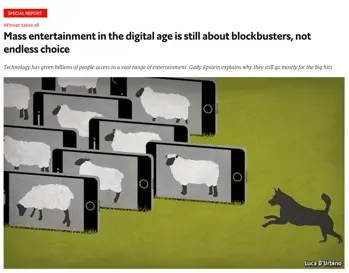 SPECIAL REPORT
Winner takes all
Mass entertainment in the digital age is still about blockbusters, not
endless choice
Technology has given billions of people access to a vast range of entertainment. Gady Epstein explains why they still go mostly for the big hits
Luca D'Urbino